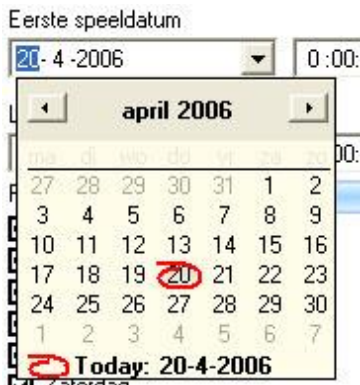 Eerste speeldatum
20- 4 -2006 0 :00:
april 2006
ma di wo do vr za zo
27 28 29 30 31 1 2
3 4 5 6 7 8 9
10 11 12 13 14 15 16
17 18 19 20 21 22 23
24 25 26 27 28 29 30
1 2 3 4 5 6 7
Today: 20-4-2006
Zaterdag